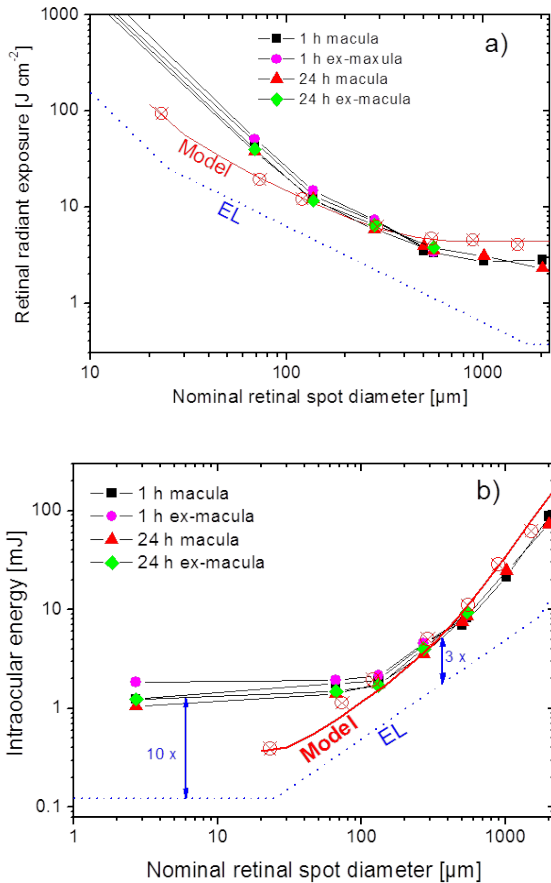 a)
1 h macula
1 h ex-maxula
24 h macula
24 h ex-macula
Model
EL
1000
100
10
1
Retinal radiant exposure [J cm-2]
10
100
1000
Nominal retinal spot diameter [µm]
b)
1 h macula
1 h ex-macula
24 h macula
24 h ex-macula
3 x
Model
EL
10 x
100
10
1
0.1
Intraocular energy [mJ]
1
10
100
1000
Nominal retinal spot diameter [µm]